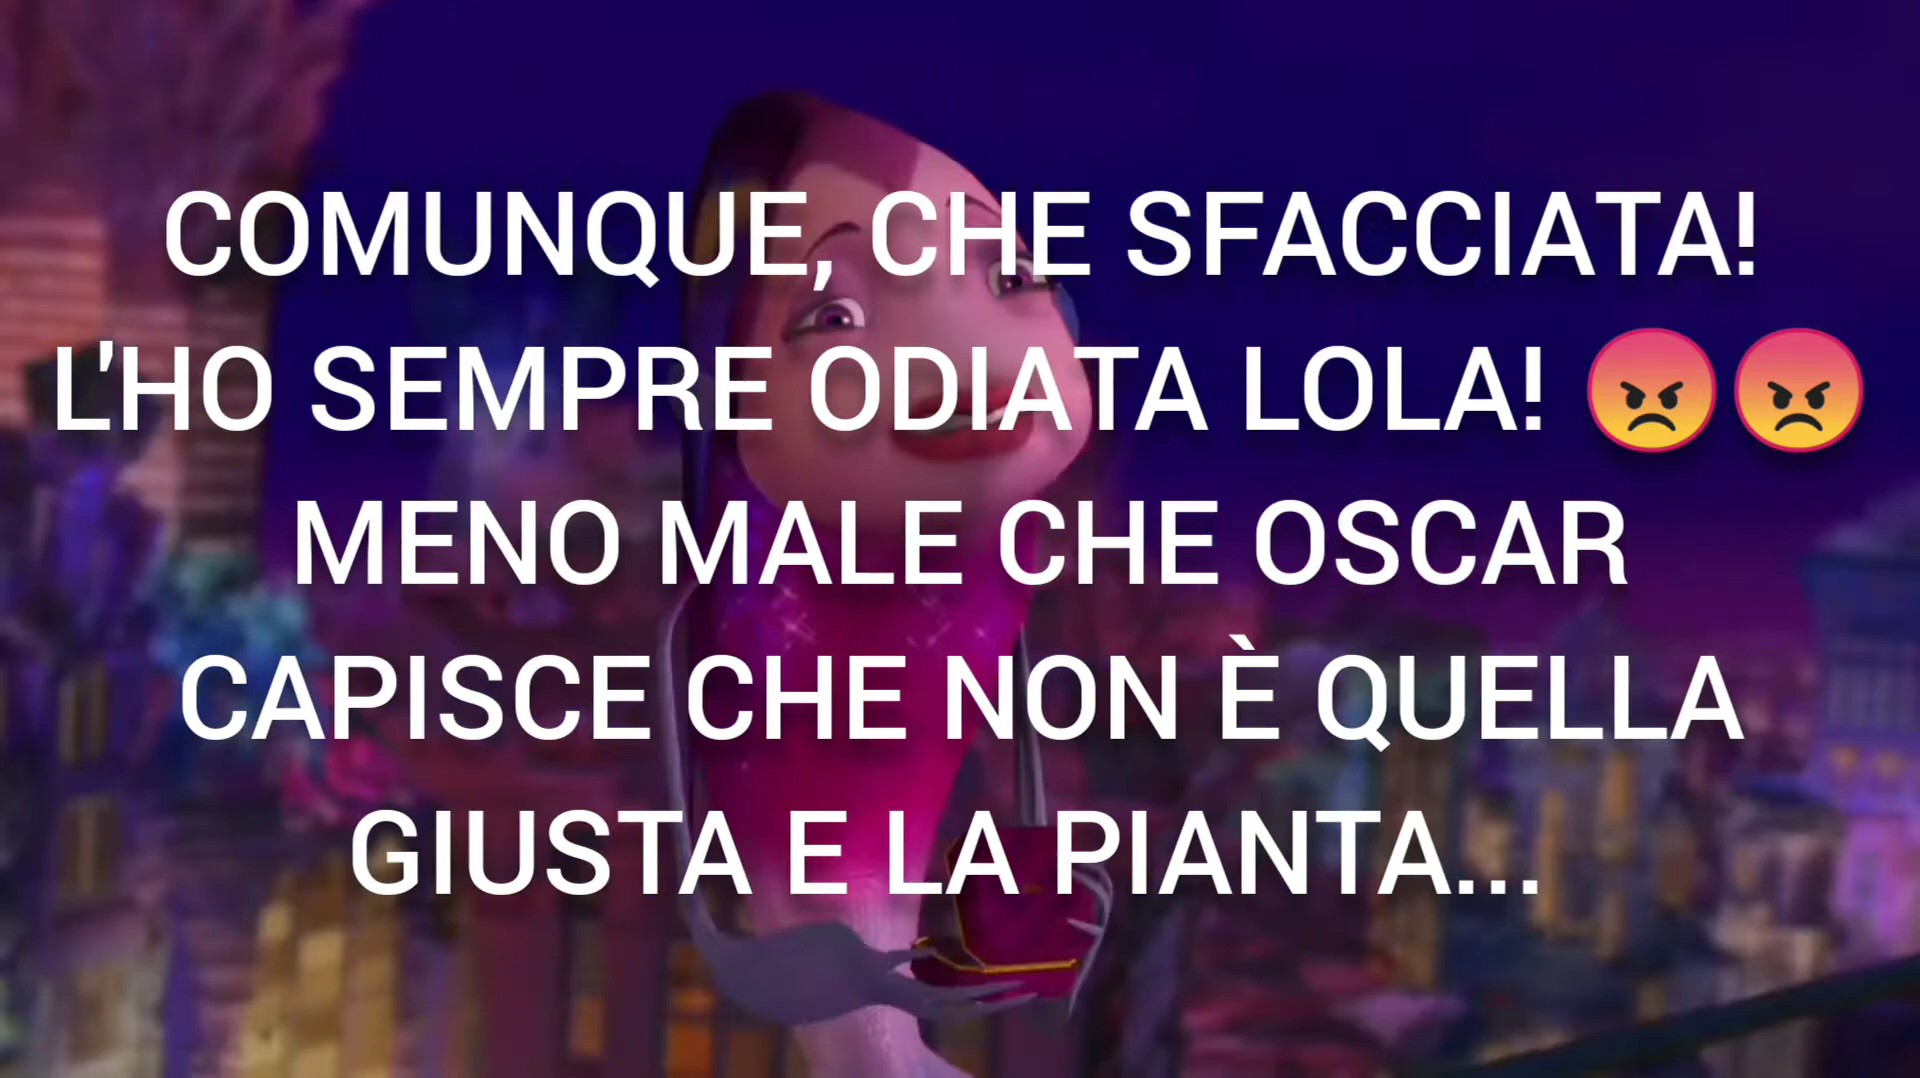 COMUNQUE, CHE SFACCIATA!
L'HO SEMPRE ODIATA LOLA! 😡😡
MENO MALE CHE OSCAR
CAPISCE CHE NON È QUELLA
GIUSTA E LA PIANTA...